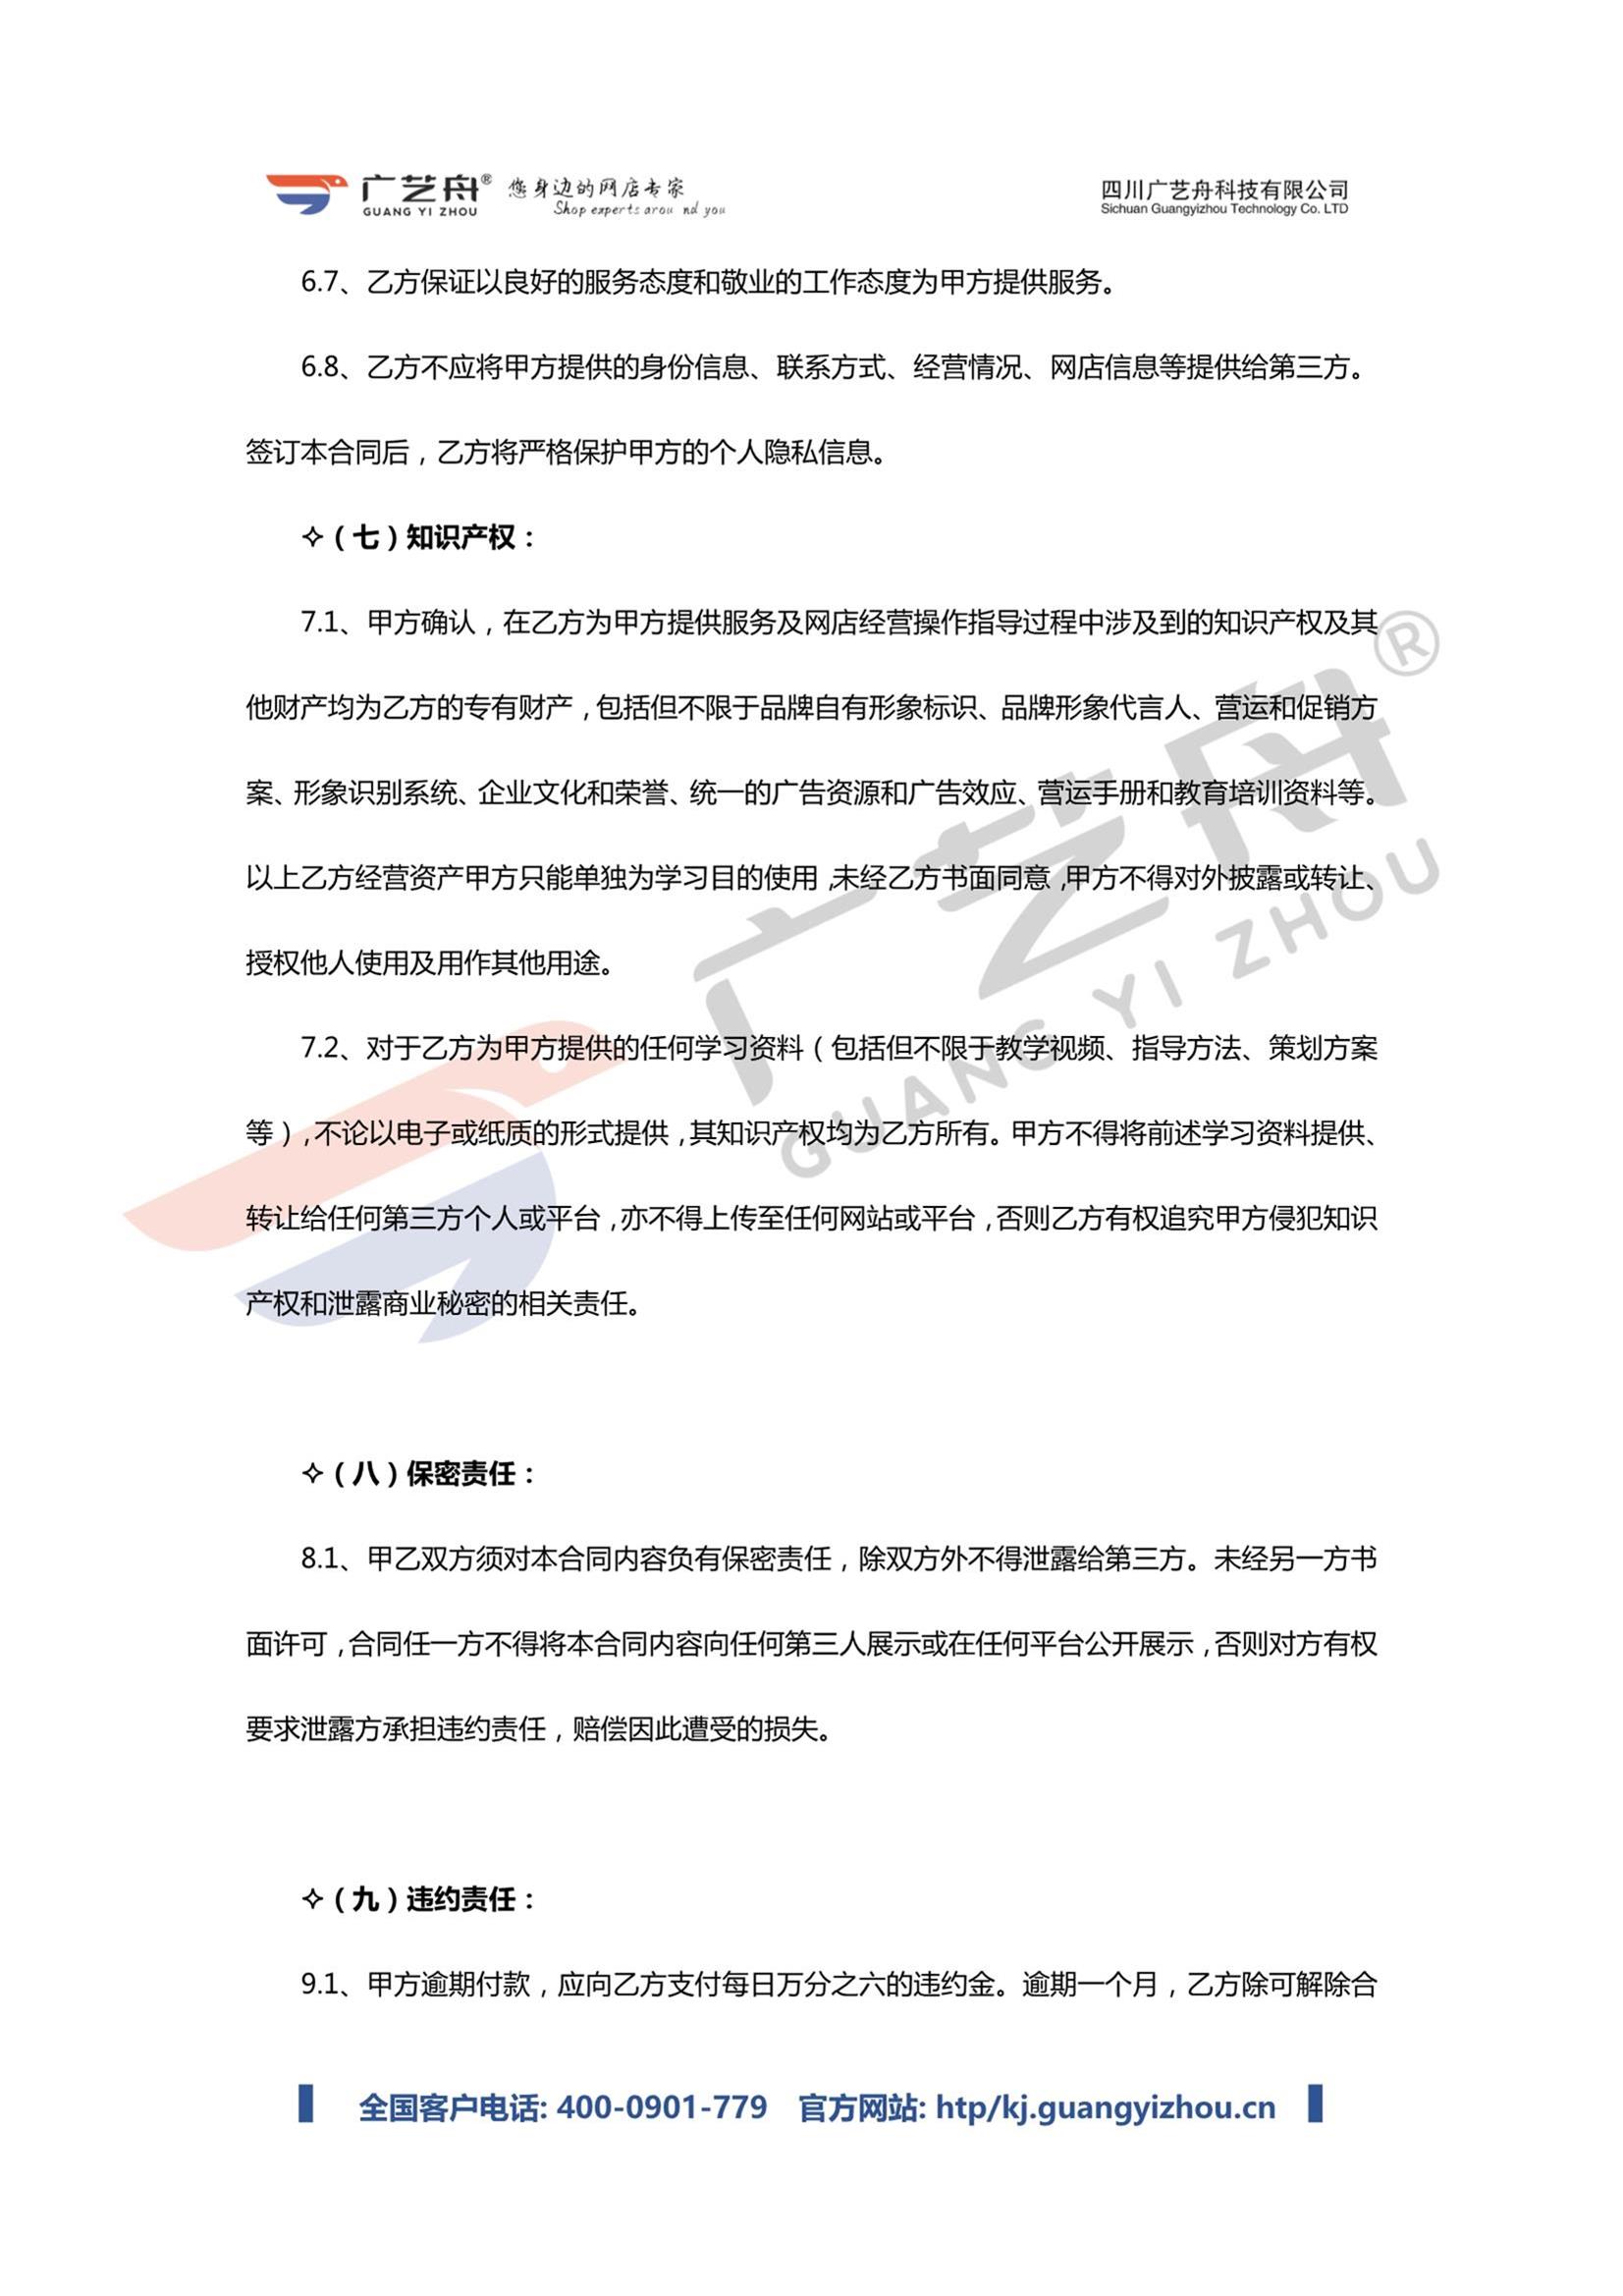 广艺舟® 您身边的网店专家 四川广艺舟科技有限公司
GUANG YI ZHOU Shop experts arou nd you Sichuan Guangyizhou Technology Co. LTD
6.7、乙方保证以良好的服务态度和敬业的工作态度为甲方提供服务。
6.8、乙方不应将甲方提供的身份信息、联系方式、经营情况、网店信息等提供给第三方。
签订本合同后，乙方将严格保护甲方的个人隐私信息。
✧（七）知识产权：
7.1、甲方确认，在乙方为甲方提供服务及网店经营操作指导过程中涉及到的知识产权及其
他财产均为乙方的专有财产，包括但不限于品牌自有形象标识、品牌形象代言人、营运和促销方
案、形象识别系统、企业文化和荣誉、统一的广告资源和广告效应、营运手册和教育培训资料等。
以上乙方经营资产甲方只能单独为学习目的使用，未经乙方书面同意，甲方不得对外披露或转让、
授权他人使用及用作其他用途。
7.2、对于乙方为甲方提供的任何学习资料（包括但不限于教学视频、指导方法、策划方案
等），不论以电子或纸质的形式提供，其知识产权均为乙方所有。甲方不得将前述学习资料提供、
转让给任何第三方个人或平台，亦不得上传至任何网站或平台，否则乙方有权追究甲方侵犯知识
产权和泄露商业秘密的相关责任。
广艺舟®
GUANG YI ZHOU
✧（八）保密责任：
8.1、甲乙双方须对本合同内容负有保密责任，除双方外不得泄露给第三方。未经另一方书
面许可，合同任一方不得将本合同内容向任何第三人展示或在任何平台公开展示，否则对方有权
要求泄露方承担违约责任，赔偿因此遭受的损失。
✧（九）违约责任：
9.1、甲方逾期付款，应向乙方支付每日万分之六的违约金。逾期一个月，乙方除可解除合
全国客户电话: 400-0901-779 官方网站: htp/kj.guangyizhou.cn